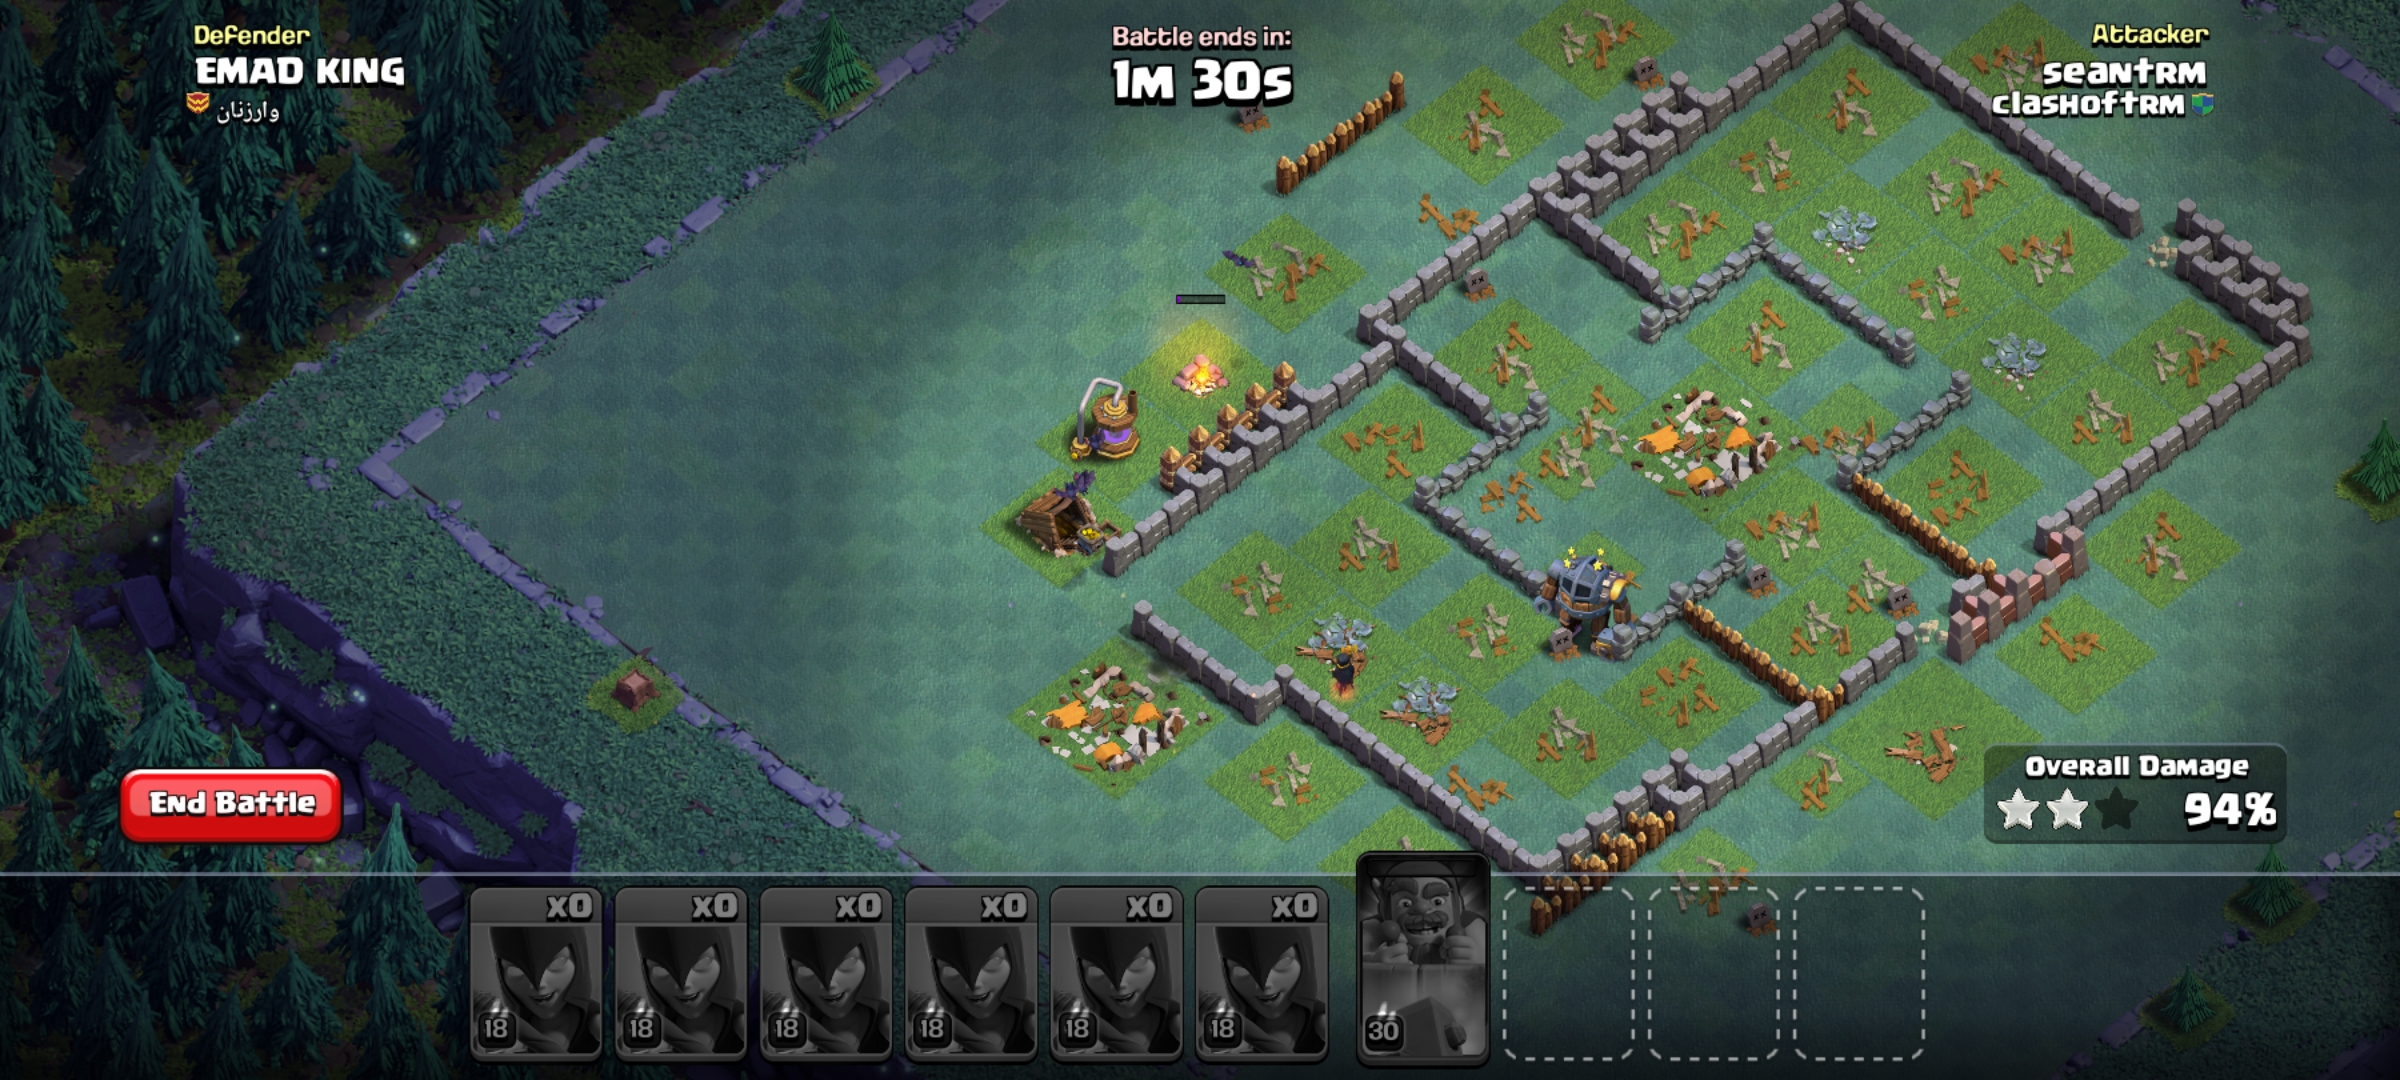 Defender
EMAD KING
وارزنان
Battle ends in:
1M 30S
Attacker
seantRM
clashoftRM
End Battle
Overall Damage
94%
x0
x0
x0
x0
x0
x0
18
18
18
18
18
18
30